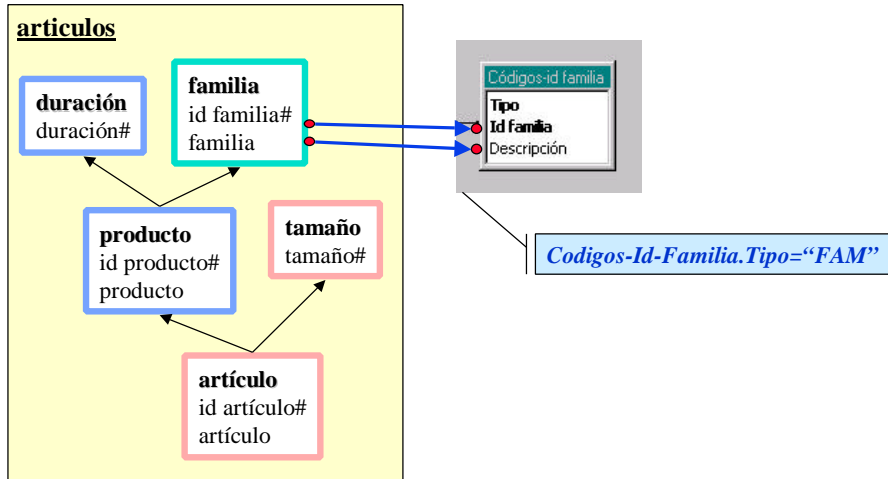 articulos
duración
duración#
familia
id familia#
familia
producto
id producto#
producto
tamaño
tamaño#
artículo
id artículo#
artículo
Códigos-id familia
Tipo
Id familia
Descripción
Codigos-Id-Familia.Tipo=“FAM”